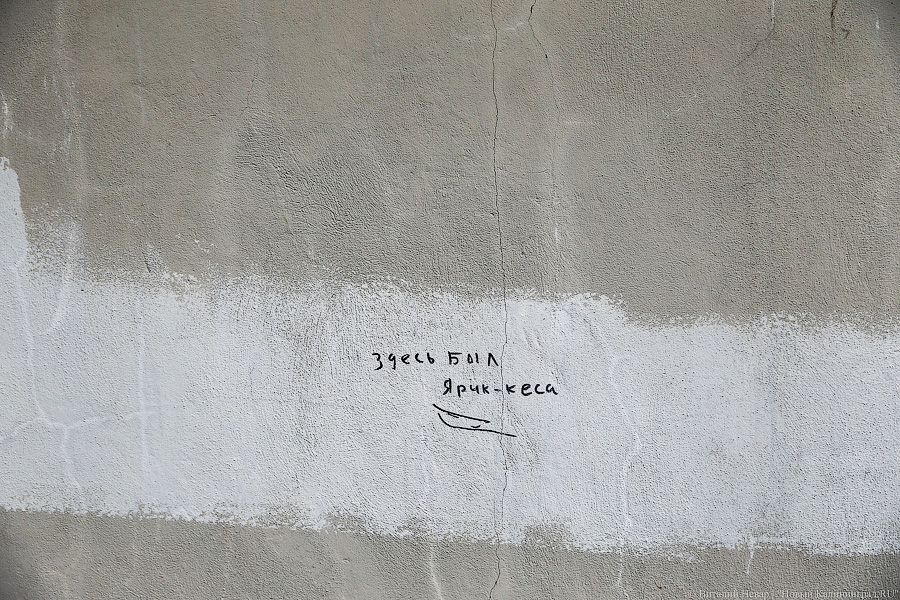 здесь был
Ярик-кеса
© Виталий Невар / "Новый Калининград.RU"